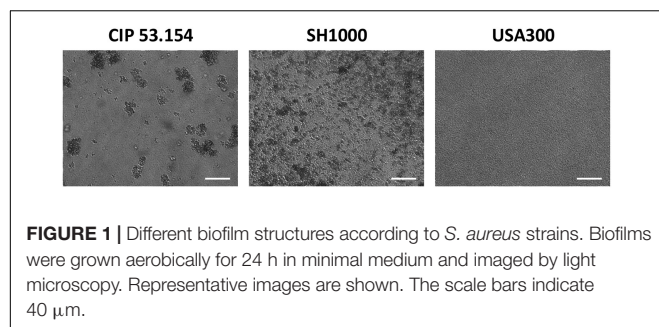 CIP 53.154 SH1000 USA300
FIGURE 1 | Different biofilm structures according to S. aureus strains. Biofilms
were grown aerobically for 24 h in minimal medium and imaged by light
microscopy. Representative images are shown. The scale bars indicate
40 μm.